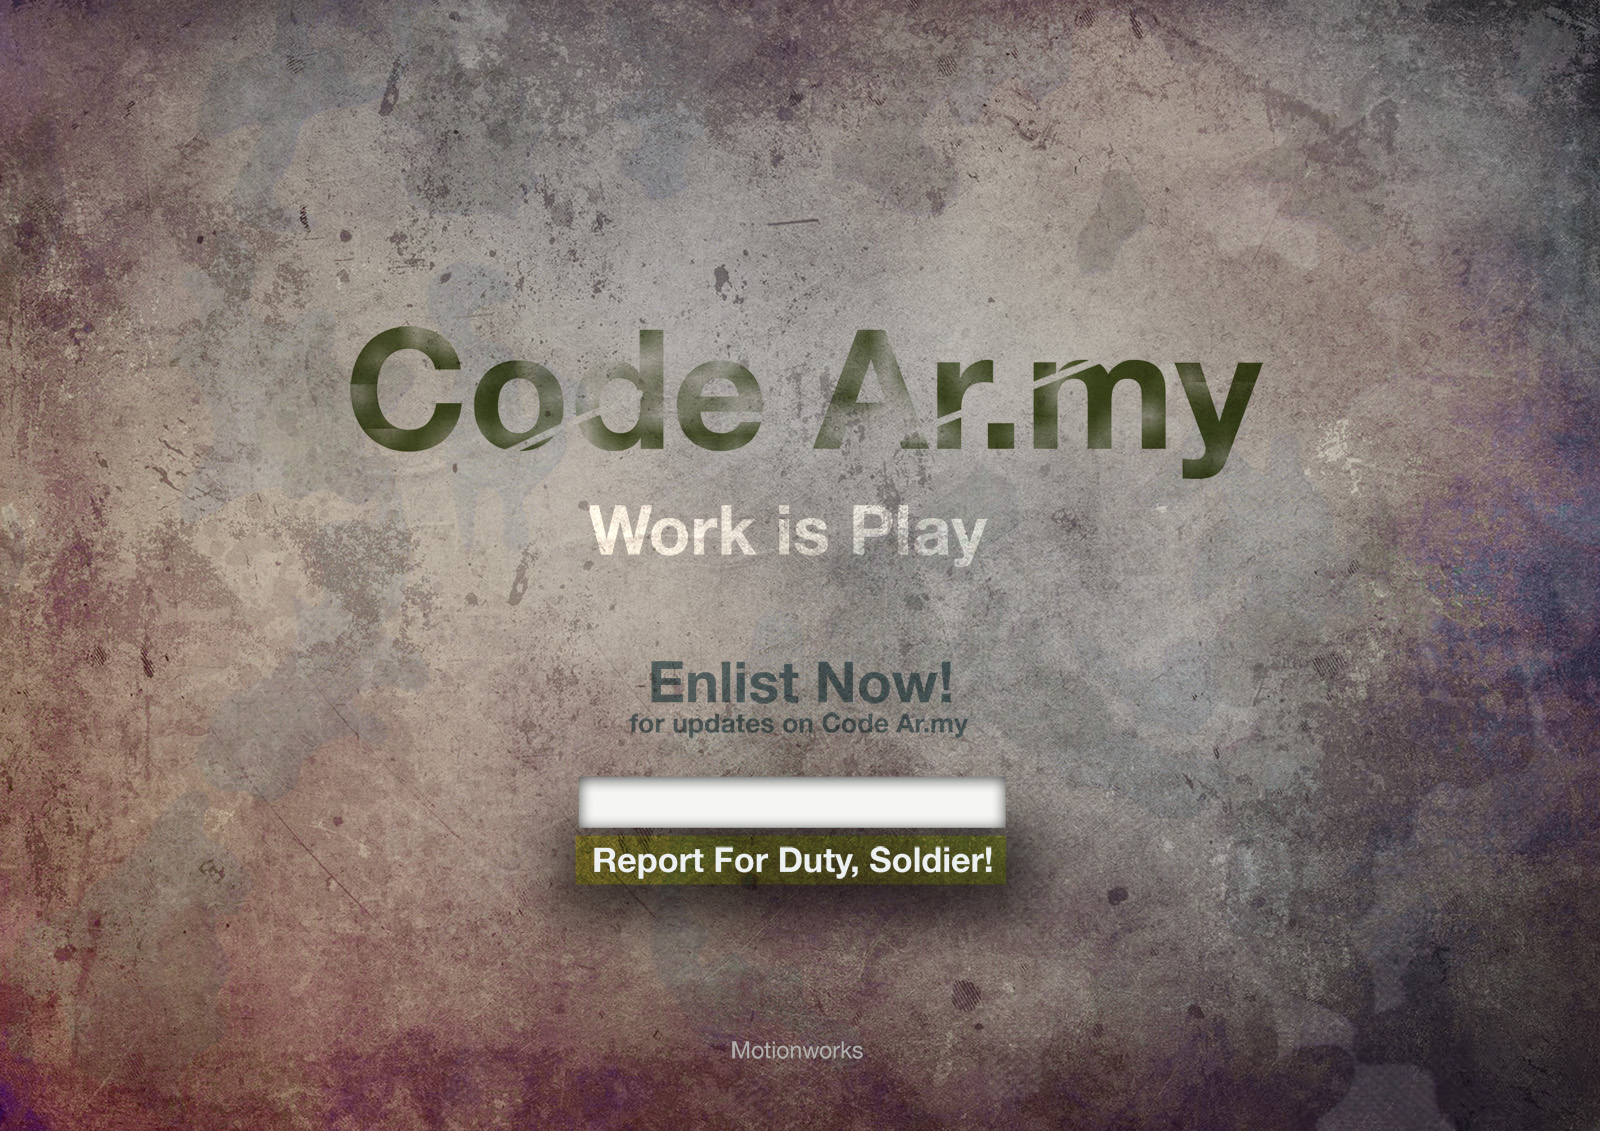 Code Ar.my
Work is Play
Enlist Now!
for updates on Code Ar.my
Report For Duty, Soldier!
Motionworks